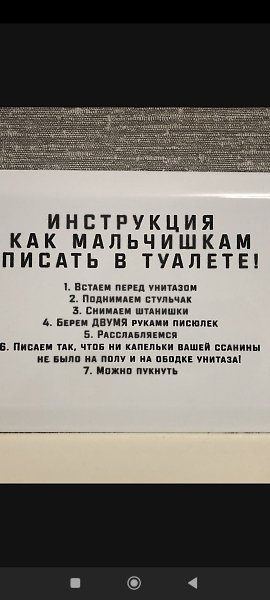 ИНСТРУКЦИЯ
КАК МАЛЬЧИШКАМ
ПИСАТЬ В ТУАЛЕТЕ!
1. Встаем перед унитазом
2. Поднимаем стульчак
3. Снимаем штанишки
4. Берем ДВУМЯ руками писюлек
5. Расслабляемся
6. Писаем так, чтоб ни капельки вашей ссанины
не было на полу и на ободке унитаза!
7. Можно пукнуть